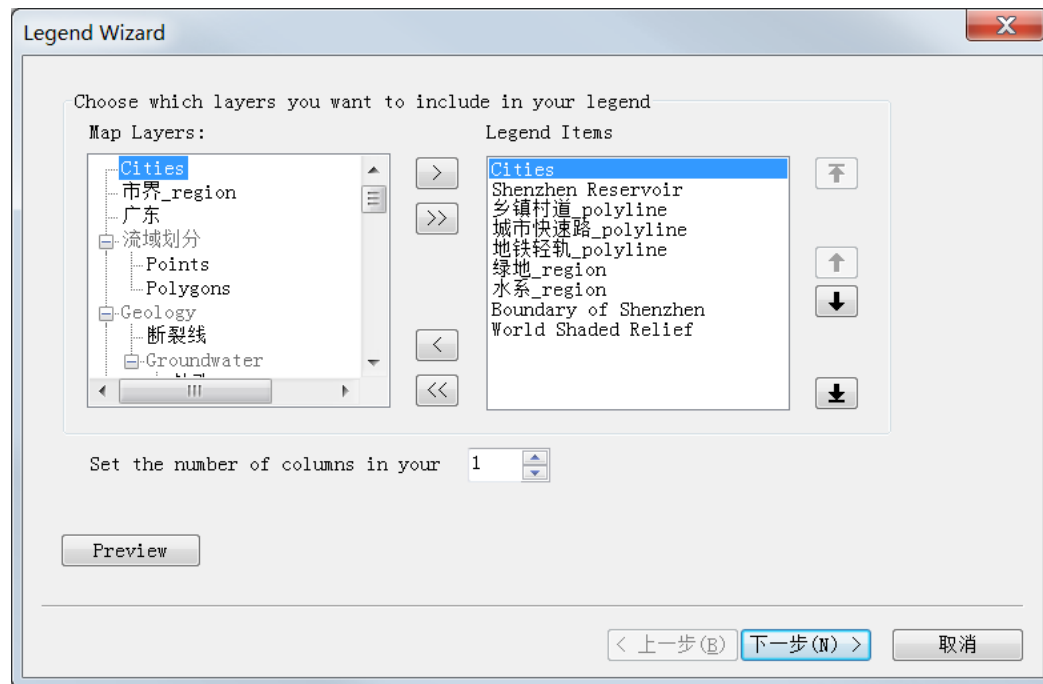 Legend Wizard
Choose which layers you want to include in your legend
Map Layers:
Cities
市界_region
广东
流域划分
Points
Polygons
Geology
断裂线
Groundwater
>
>>
<
<<
Legend Items
Cities
Shenzhen Reservoir
乡镇村道_polyline
城市快速路_polyline
地铁轻轨_polyline
绿地_region
水系_region
Boundary of Shenzhen
World Shaded Relief
Set the number of columns in your
1
Preview
< 上一步(B)
下一步(N) >
取消